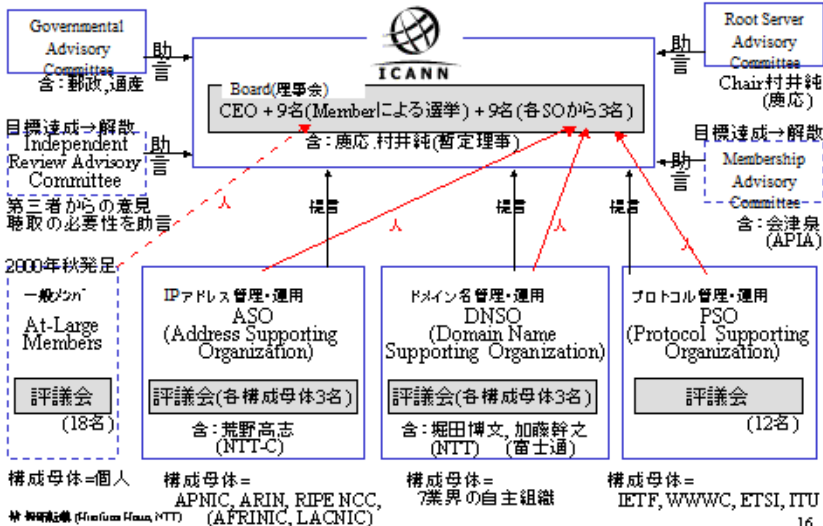 Governmental
Advisory
Committee
含：郵政,通産
助
言
ICANN
Board(理事会)
CEO + 9名(Memberによる選挙) + 9名(各SOから3名)
含：慶応,村井純(暫定理事)
助
言
Root Server
Advisory
Committee
Chair村井純
(慶応)
目標達成→解散
Independent
Review Advisory
Committee
第三者からの意見
聴取の必要性を助言
助
言
目標達成→解散
Membership
Advisory
Committee
含：会津泉
(APIA)
助
言
人
提言
人
提言
人
提言
人
2000年秋発足
一般メンバ
At-Large
Members
評議会
(18名)
構成母体=個人
IPアドレス管理・運用
ASO
(Address Supporting
Organization)
評議会(各構成母体3名)
含：荒野高志
(NTT-C)
構成母体=
APNIC, ARIN, RIPE NCC,
(AFRINIC, LACNIC)
ドメイン名管理・運用
DNSO
(Domain Name
Supporting Organization)
評議会(各構成母体3名)
含：堀田博文, 加藤幹之
(NTT) (富士通)
構成母体=
7業界の自主組織
プロトコル管理・運用
PSO
(Protocol Supporting
Organization)
評議会
(12名)
構成母体=
IETF, WWWC, ETSI, ITU
NTT)
16